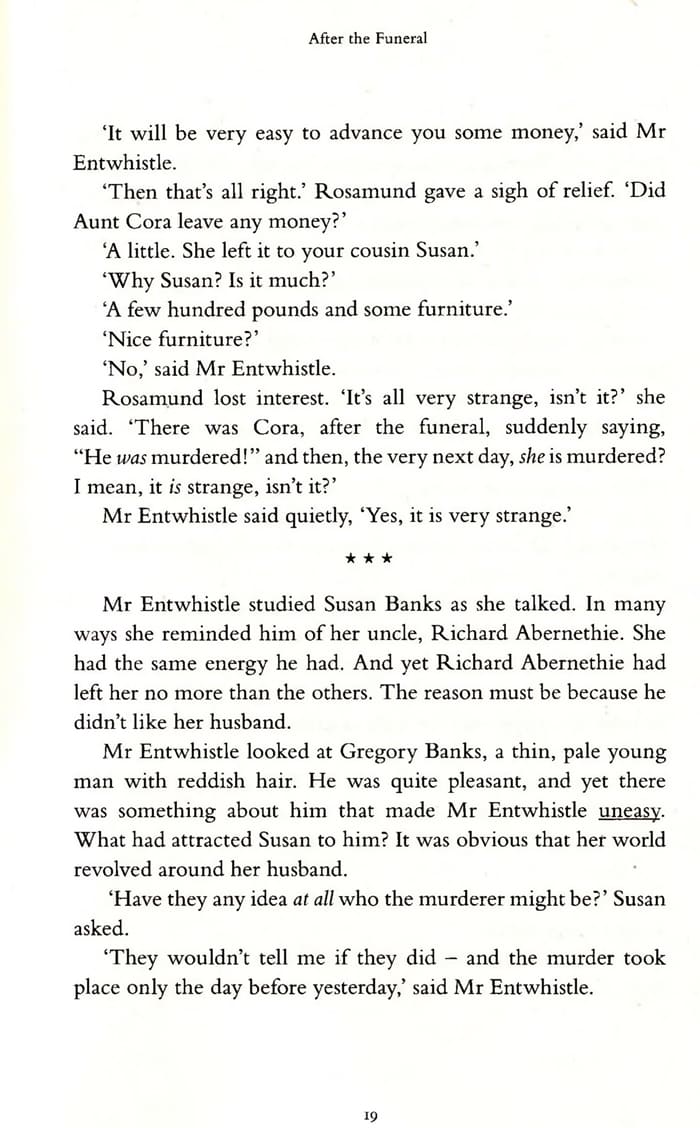 After the Funeral
‘It will be very easy to advance you some money,’ said Mr
Entwhistle.
‘Then that’s all right.’ Rosamund gave a sigh of relief. ‘Did
Aunt Cora leave any money?’
‘A little. She left it to your cousin Susan.’
‘Why Susan? Is it much?’
‘A few hundred pounds and some furniture.’
‘Nice furniture?’
‘No,’ said Mr Entwhistle.
Rosamund lost interest. ‘It’s all very strange, isn’t it?’ she
said. ‘There was Cora, after the funeral, suddenly saying,
“He was murdered!” and then, the very next day, she is murdered?
I mean, it is strange, isn’t it?’
Mr Entwhistle said quietly, ‘Yes, it is very strange.’
★ ★ ★
Mr Entwhistle studied Susan Banks as she talked. In many
ways she reminded him of her uncle, Richard Abernethie. She
had the same energy he had. And yet Richard Abernethie had
left her no more than the others. The reason must be because he
didn’t like her husband.
Mr Entwhistle looked at Gregory Banks, a thin, pale young
man with reddish hair. He was quite pleasant, and yet there
was something about him that made Mr Entwhistle uneasy.
What had attracted Susan to him? It was obvious that her world
revolved around her husband.
‘Have they any idea at all who the murderer might be?’ Susan
asked.
‘They wouldn’t tell me if they did – and the murder took
place only the day before yesterday,’ said Mr Entwhistle.
19